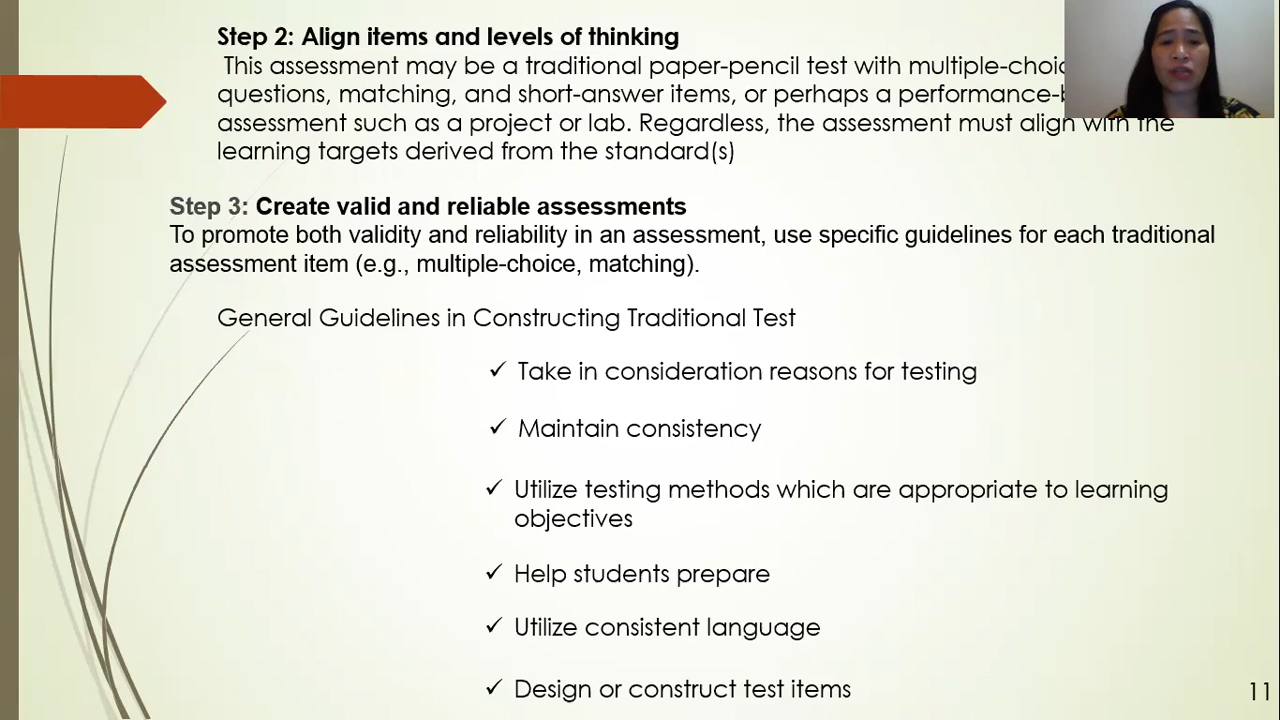 Step 2: Align items and levels of thinking
This assessment may be a traditional paper-pencil test with
questions, matching, and short-answer items, or perhaps a
assessment such as a project or lab. Regardless, the assessment must align with the
learning targets derived from the standard(s)
Step 3: Create valid and reliable assessments
To promote both validity and reliability in an assessment, use specific guidelines for each traditional
assessment item (e.g., multiple-choice, matching).
General Guidelines in Constructing Traditional Test
✓ Take in consideration reasons for testing
✓ Maintain consistency
✓ Utilize testing methods which are appropriate to learning
objectives
✓ Help students prepare
✓ Utilize consistent language
✓ Design or construct test items
11